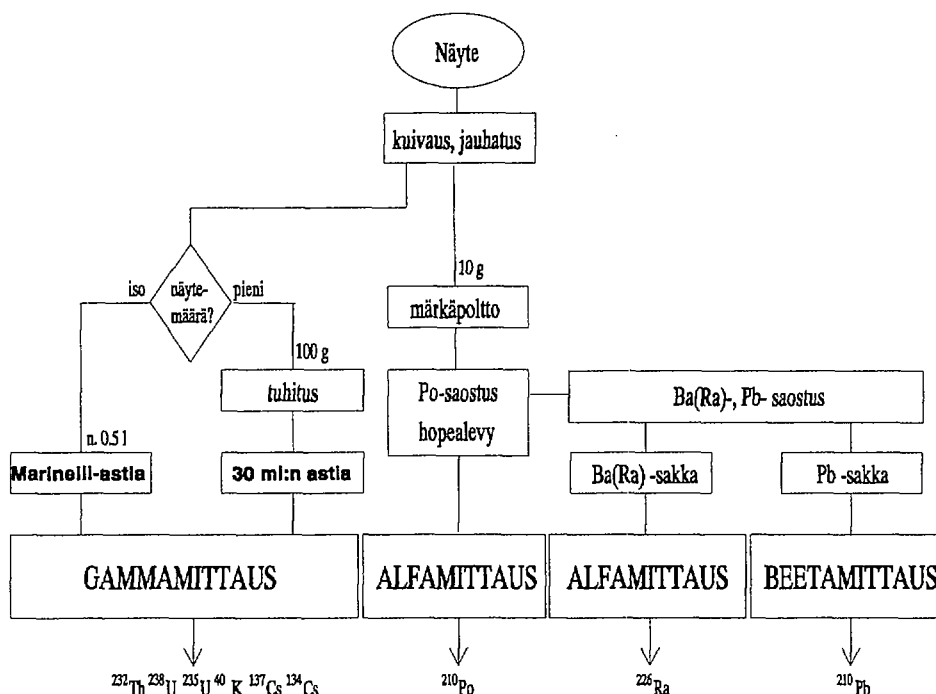 Näyte
kuivaus, jauhatus
iso
näyte-
määrä?
pieni
10 g
märkäpoltto
100 g
tuhitus
Po-saostus
hopealevy
Ba(Ra)-, Pb- saostus
n. 0.5 l
Marinelli-astia
30 ml:n astia
Ba(Ra) -sakka
Pb -sakka
GAMMAMITTAUS
ALFAMITTAUS
ALFAMITTAUS
BEETAMITTAUS
²³²Th ²³⁸U ²³⁵U ⁴⁰ K ¹³⁷Cs ¹³⁴Cs
²¹⁰Po
²²⁶Ra
²¹⁰Pb